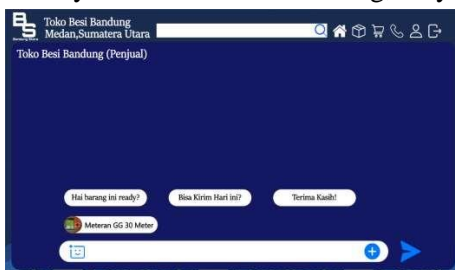 Toko Besi Bandung
Medan,Sumatera Utara
BS
Toko Besi Bandung (Penjual)
Hai barang ini ready?
Bisa Kirim Hari ini?
Terima Kasih!
Meteran GG 30 Meter